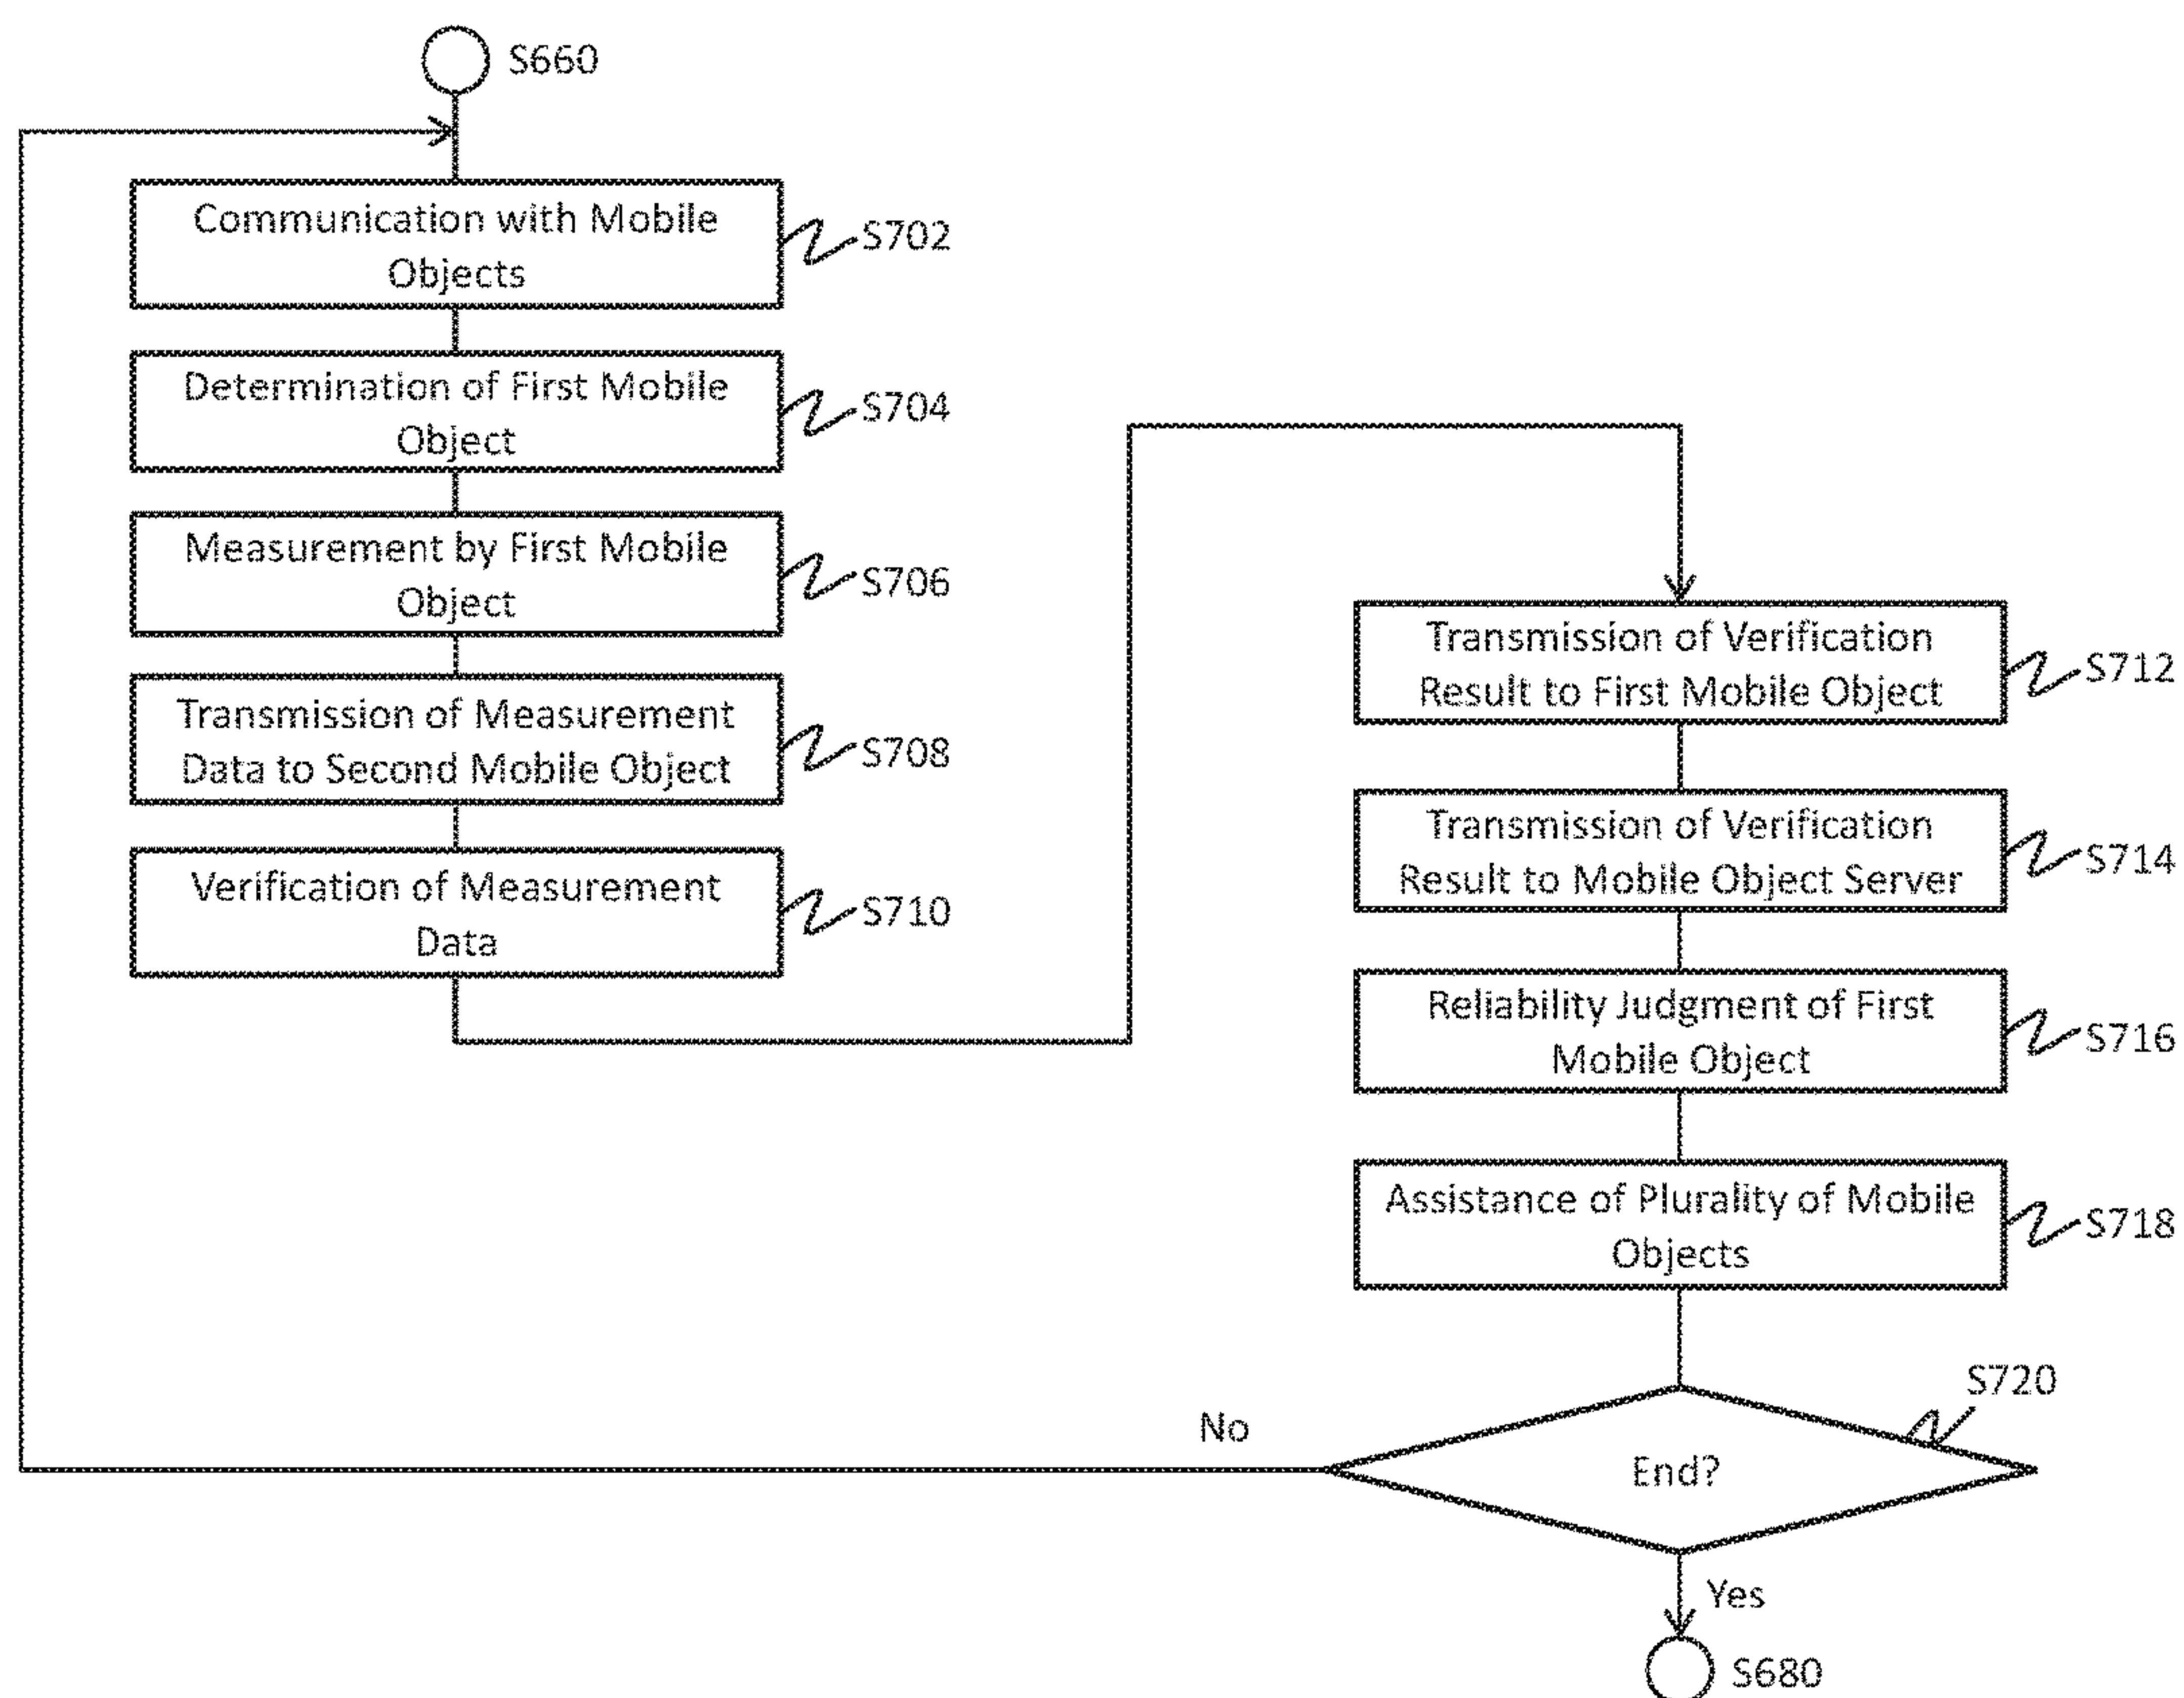 S660
Communication with Mobile
Objects
S702
Determination of First Mobile
Object
S704
Measurement by First Mobile
Object
S706
Transmission of Measurement
Data to Second Mobile Object
S708
Verification of Measurement
Data
S710
Transmission of Verification
Result to First Mobile Object
S712
Transmission of Verification
Result to Mobile Object Server
S714
Reliability Judgment of First
Mobile Object
S716
Assistance of Plurality of Mobile
Objects
S718
S720
No
End?
Yes
S680